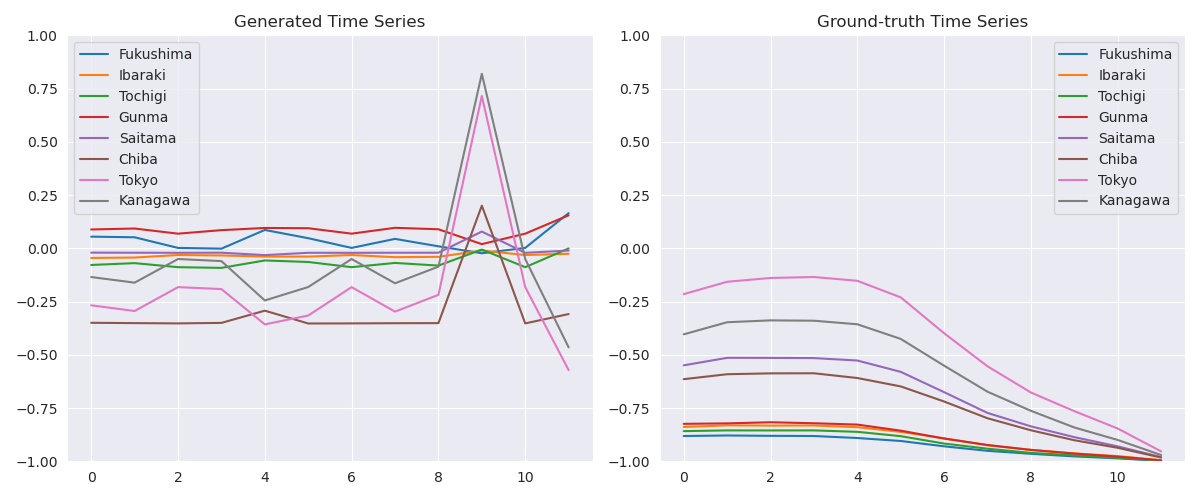 Generated Time Series
1.00
0.75
0.50
0.25
0.00
−0.25
−0.50
−0.75
−1.00
0 2 4 6 8 10
Fukushima
Ibaraki
Tochigi
Gunma
Saitama
Chiba
Tokyo
Kanagawa
Ground-truth Time Series
1.00
0.75
0.50
0.25
0.00
−0.25
−0.50
−0.75
−1.00
0 2 4 6 8 10
Fukushima
Ibaraki
Tochigi
Gunma
Saitama
Chiba
Tokyo
Kanagawa